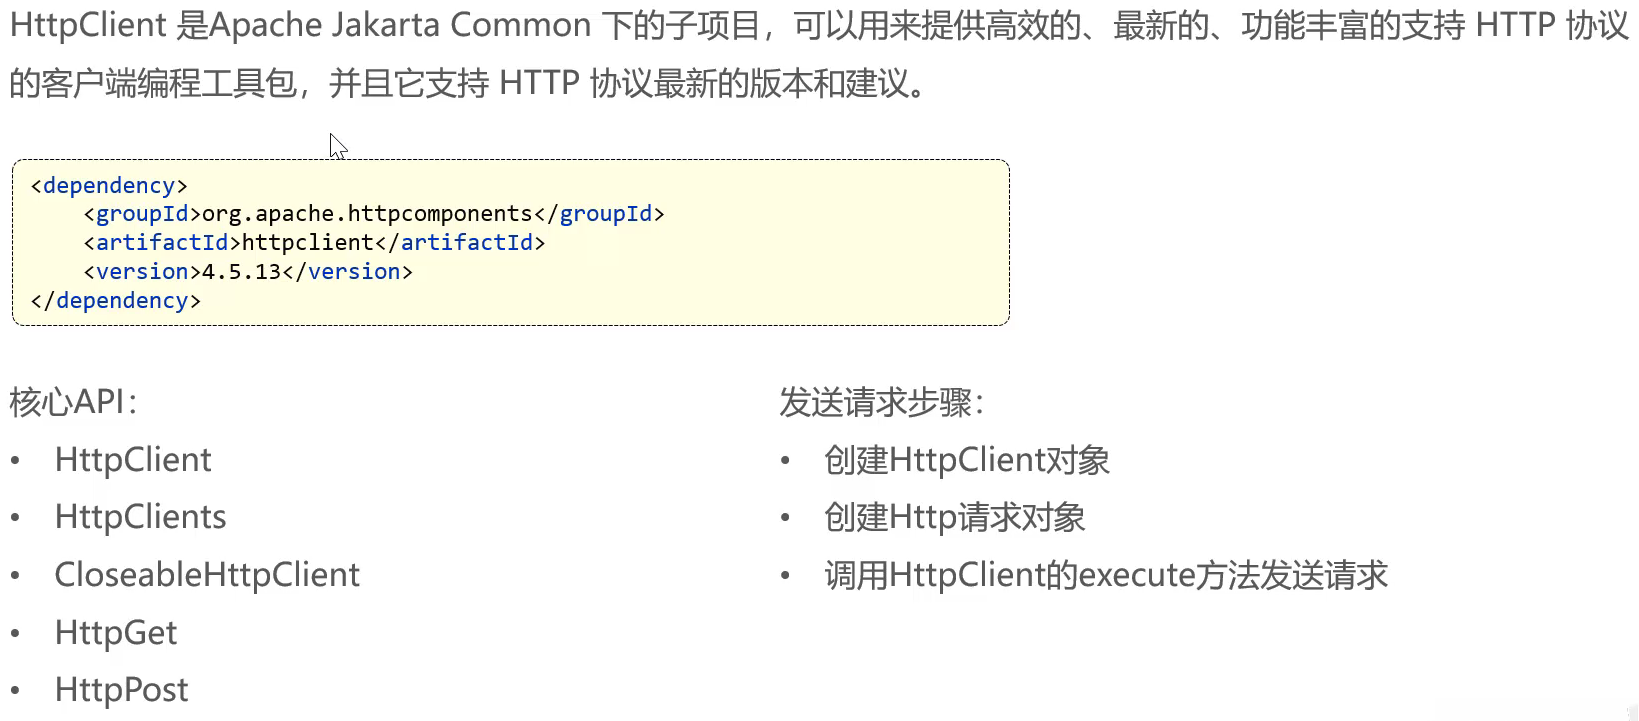 HttpClient 是Apache Jakarta Common 下的子项目，可以用来提供高效的、最新的、功能丰富的支持 HTTP 协议
的客户端编程工具包，并且它支持 HTTP 协议最新的版本和建议。
<dependency>
    <groupId>org.apache.httpcomponents</groupId>
    <artifactId>httpclient</artifactId>
    <version>4.5.13</version>
</dependency>
核心API：
• HttpClient
• HttpClients
• CloseableHttpClient
• HttpGet
• HttpPost
发送请求步骤：
• 创建HttpClient对象
• 创建Http请求对象
• 调用HttpClient的execute方法发送请求